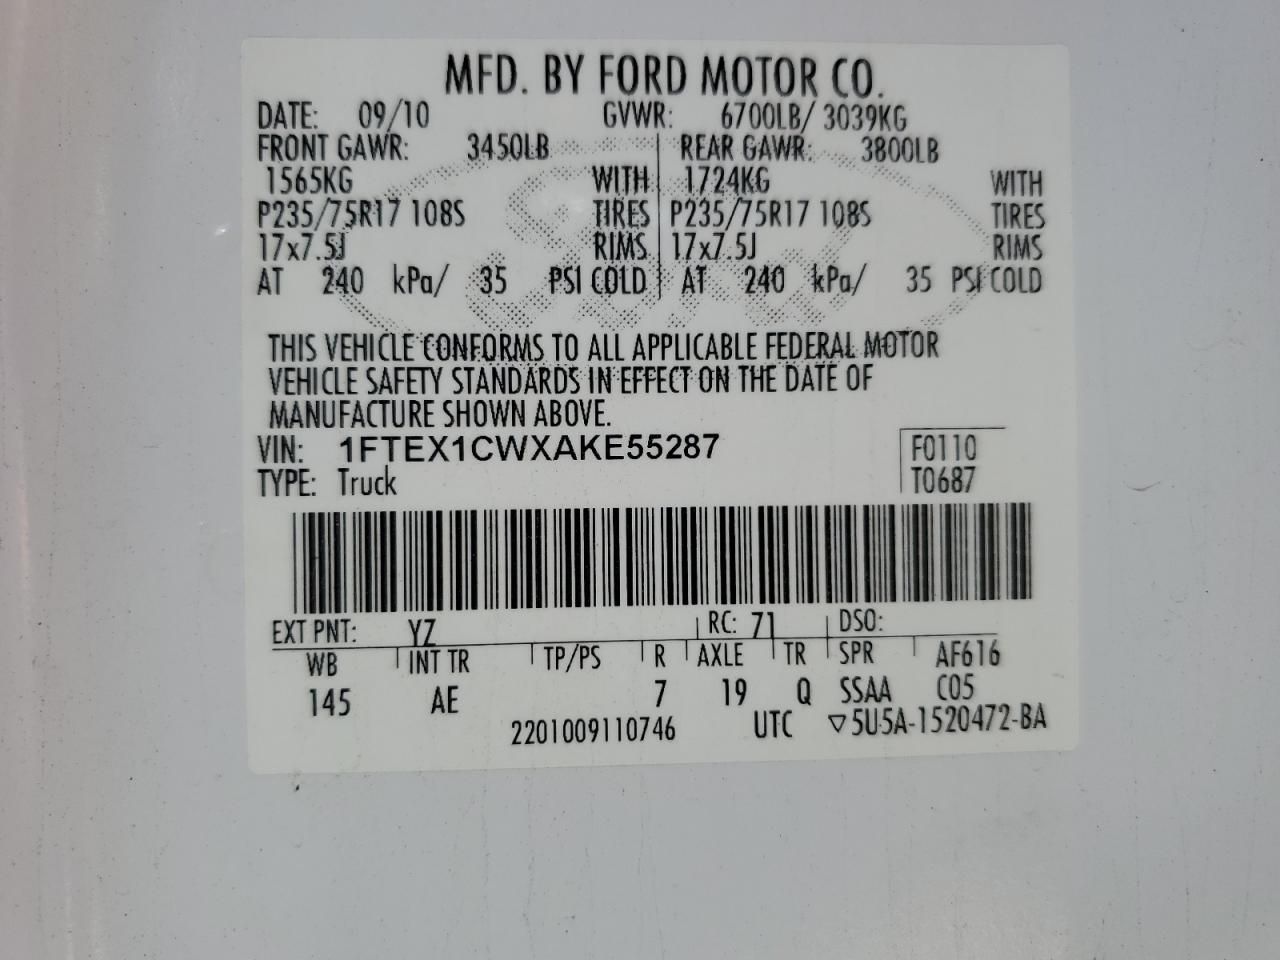 MFD. BY FORD MOTOR CO.
DATE: 09/10 GVWR: 6700LB/ 3039KG
FRONT GAWR: 3450LB REAR GAWR: 3800LB
1565KG WITH 1724KG WITH
P235/75R17 108S TIRES P235/75R17 108S TIRES
17x7.5J RIMS 17x7.5J RIMS
AT 240 kPa/ 35 PSI COLD AT 240 kPa/ 35 PSI COLD
THIS VEHICLE CONFORMS TO ALL APPLICABLE FEDERAL MOTOR
VEHICLE SAFETY STANDARDS IN EFFECT ON THE DATE OF
MANUFACTURE SHOWN ABOVE.
VIN: 1FTEX1CWXAKE55287 F0110
TYPE: Truck T0687
EXT PNT: YZ RC: 71 DSO:
WB INT TR TP/PS R AXLE TR SPR AF616
145 AE 7 19 Q SSAA C05
2201009110746 UTC ▽5U5A-1520472-BA